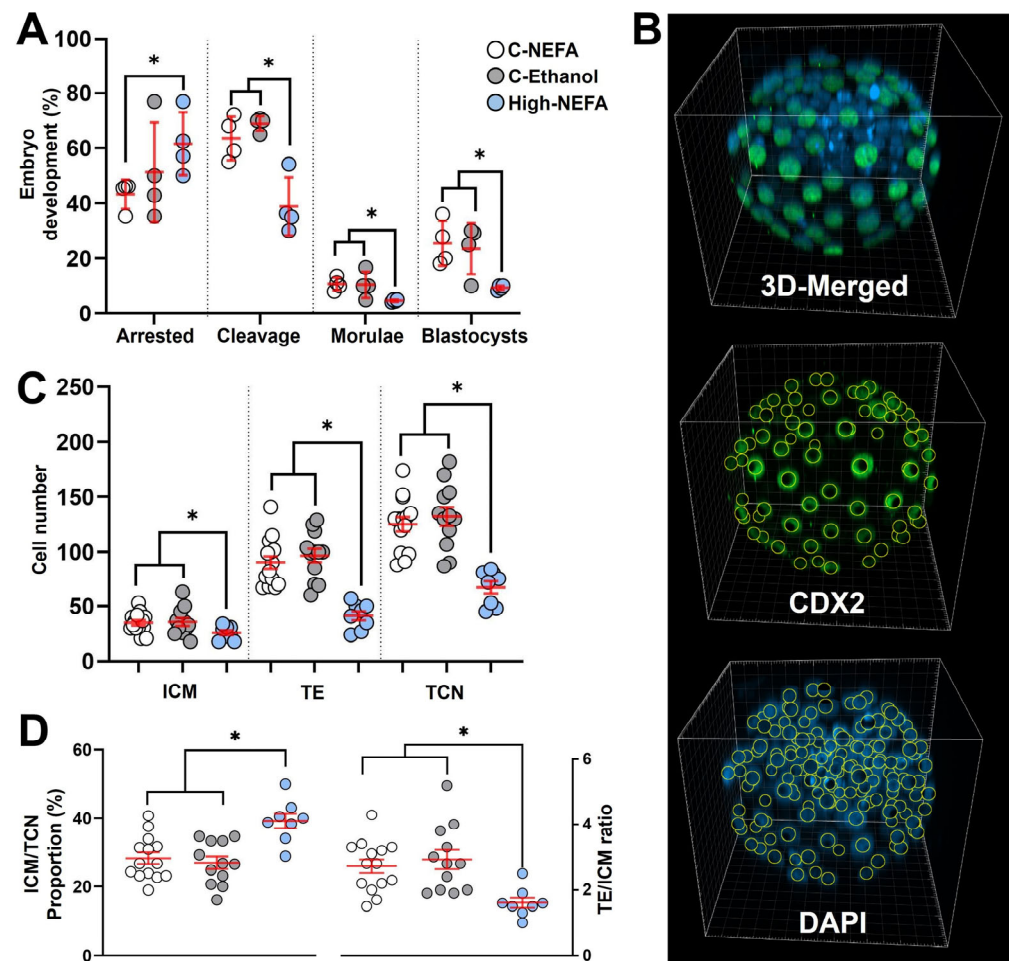 A
100
80
60
40
20
0
Embryo
development (%)
*
*
*
*
C-NEFA
C-Ethanol
High-NEFA
Arrested Cleavage Morulae Blastocysts
B
3D-Merged
CDX2
DAPI
C
250
200
150
100
50
0
Cell number
*
*
*
ICM TE TCN
D
60
40
20
0
ICM/TCN
Proportion (%)
*
*
6
4
2
0
TE/ICM ratio